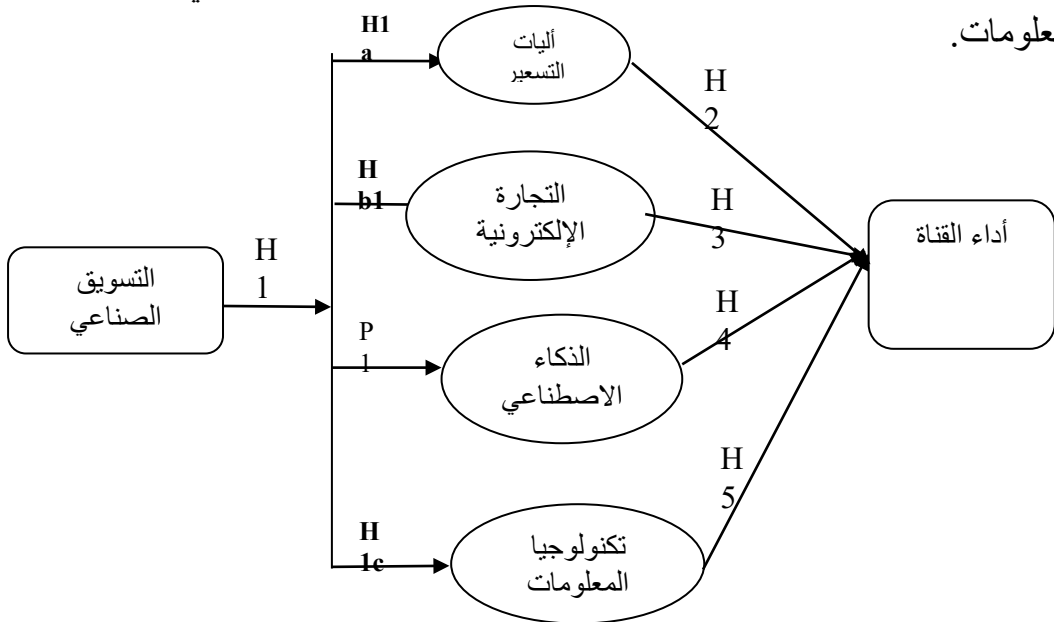 علومات.
H1
a
أليات
التسعير
H
2
H
b1
التجارة
الإلكترونية
H
3
أداء القناة
التسويق
الصناعي
H
1
P
1
الذكاء
الاصطناعي
H
4
H
1c
تكنولوجيا
المعلومات
H
5